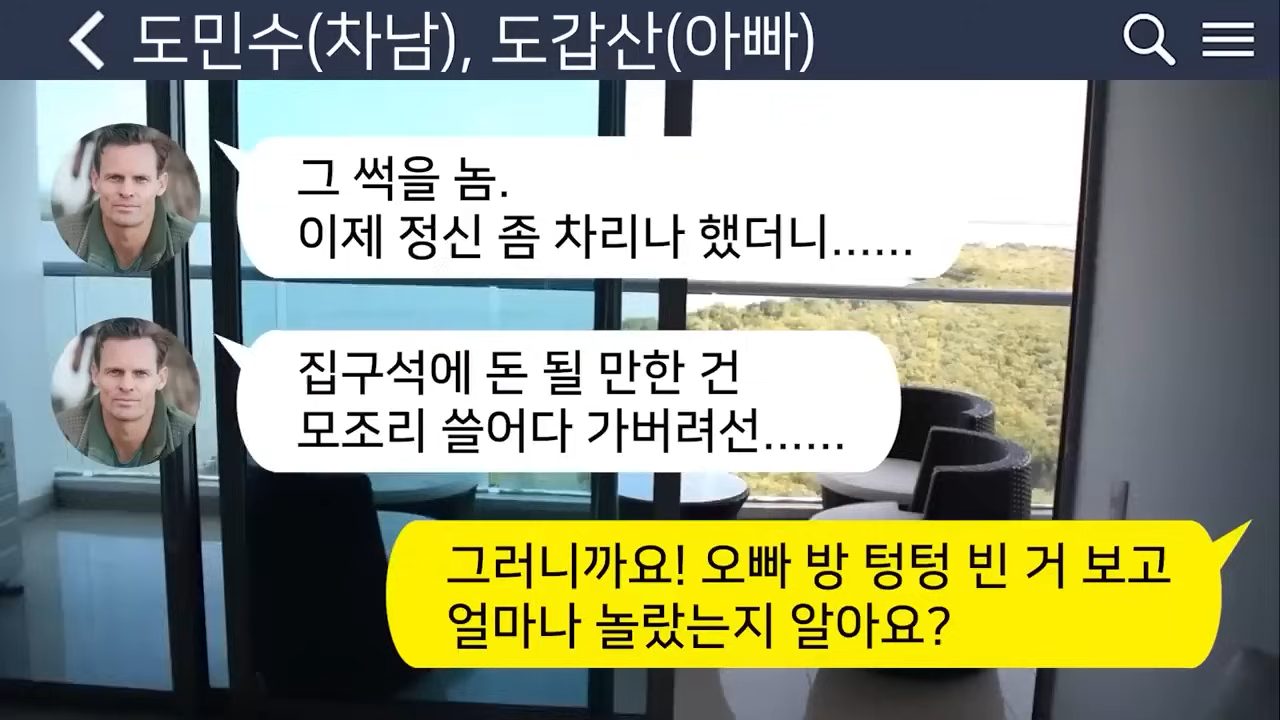 도민수(차남), 도갑산(아빠)
그 썩을 놈.
이제 정신 좀 차리나 했더니......
집구석에 돈 될 만한 건
모조리 쓸어다 가버려선......
그러니까요! 오빠 방 텅텅 빈 거 보고
얼마나 놀랐는지 알아요?